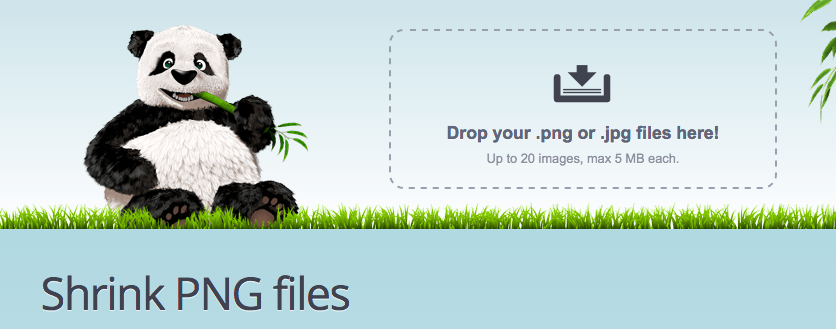 Drop your .png or .jpg files here!
Up to 20 images, max 5 MB each.
Shrink PNG files